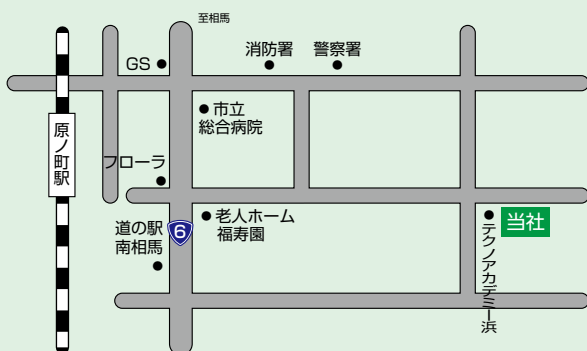 至相馬
GS
消防署
警察署
市立
総合病院
原ノ町駅
フローラ
老人ホーム
福寿園
道の駅
南相馬
6
テクノアカデミー浜
当社